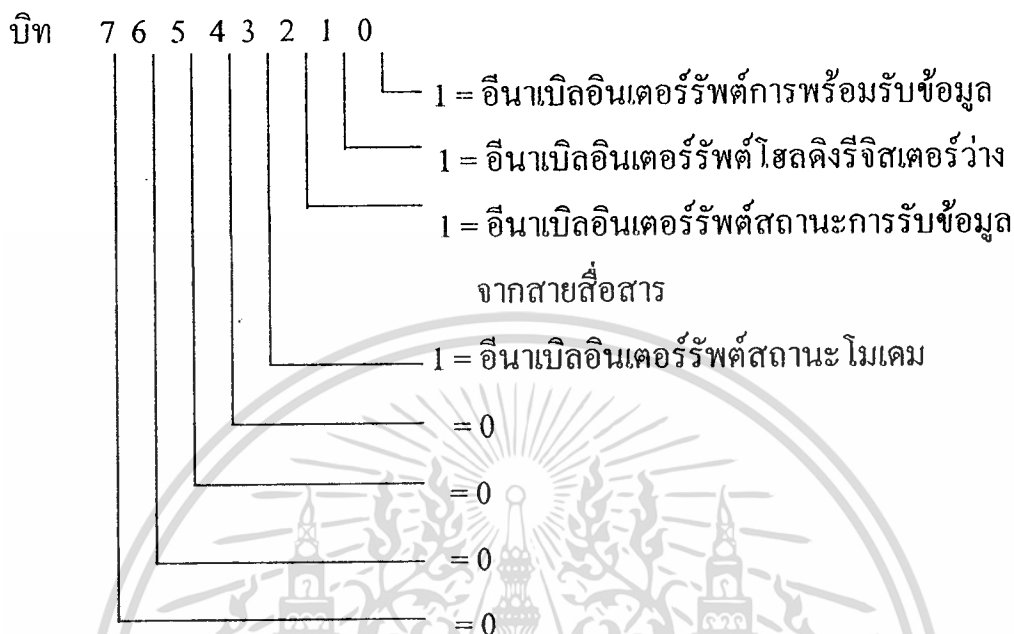 บิท 7 6 5 4 3 2 1 0
1 = อีนาเบิลอินเตอร์รัพต์การพร้อมรับข้อมูล
1 = อีนาเบิลอินเตอร์รัพต์โฮลดิงรีจิสเตอร์ว่าง
1 = อีนาเบิลอินเตอร์รัพต์สถานะการรับข้อมูล
จากสายสื่อสาร
1 = อีนาเบิลอินเตอร์รัพต์สถานะโมเดม
= 0
= 0
= 0
= 0